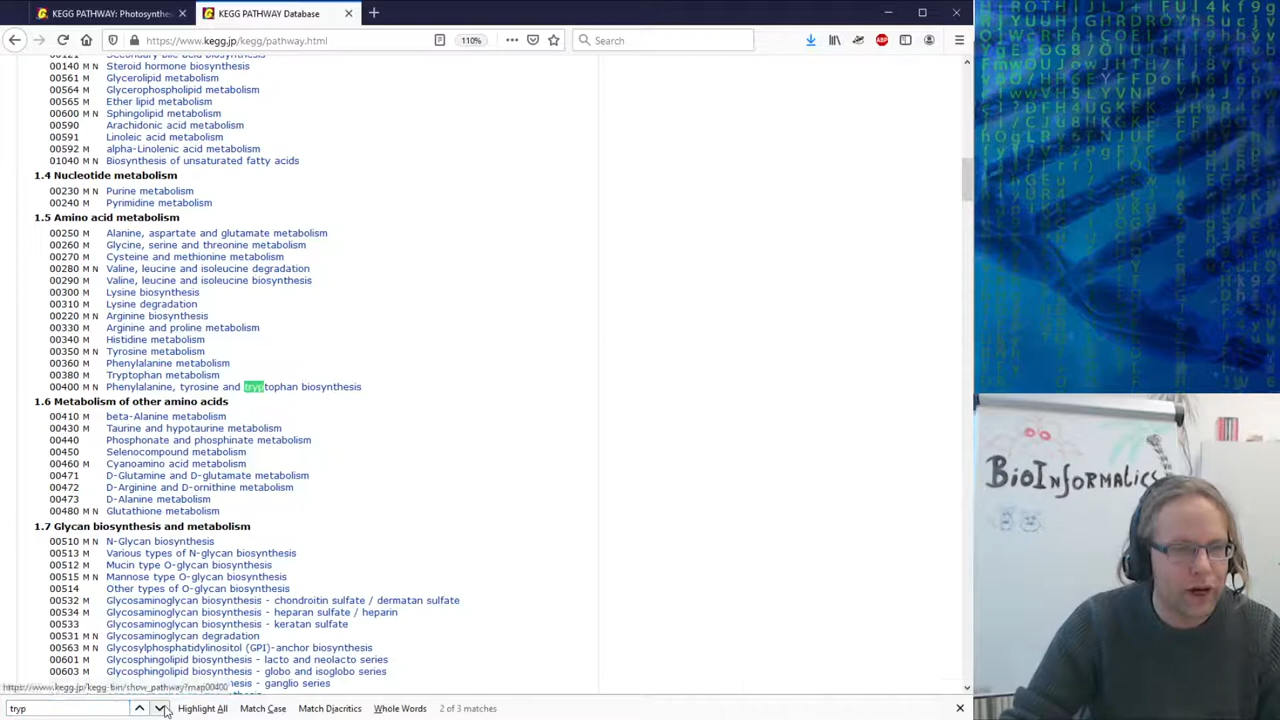 KEGG PATHWAY: Photosynthes
KEGG PATHWAY Database
https://www.kegg.jp/kegg/pathway.html
110%
Search
00140 M N Steroid hormone biosynthesis
00561 M Glycerolipid metabolism
00564 M Glycerophospholipid metabolism
00565 M Ether lipid metabolism
00600 M N Sphingolipid metabolism
00590 Arachidonic acid metabolism
00591 Linoleic acid metabolism
00592 M alpha-Linolenic acid metabolism
01040 M N Biosynthesis of unsaturated fatty acids
1.4 Nucleotide metabolism
00230 M N Purine metabolism
00240 M Pyrimidine metabolism
1.5 Amino acid metabolism
00250 M Alanine, aspartate and glutamate metabolism
00260 M Glycine, serine and threonine metabolism
00270 M Cysteine and methionine metabolism
00280 M N Valine, leucine and isoleucine degradation
00290 M Valine, leucine and isoleucine biosynthesis
00300 M Lysine biosynthesis
00310 M Lysine degradation
00220 M N Arginine biosynthesis
00330 M Arginine and proline metabolism
00340 M Histidine metabolism
00350 M N Tyrosine metabolism
00360 M Phenylalanine metabolism
00380 M Tryptophan metabolism
00400 M N Phenylalanine, tyrosine and tryptophan biosynthesis
1.6 Metabolism of other amino acids
00410 M beta-Alanine metabolism
00430 M Taurine and hypotaurine metabolism
00440 Phosphonate and phosphinate metabolism
00450 Selenocompound metabolism
00460 M Cyanoamino acid metabolism
00471 D-Glutamine and D-glutamate metabolism
00472 D-Arginine and D-ornithine metabolism
00473 D-Alanine metabolism
00480 M Glutathione metabolism
1.7 Glycan biosynthesis and metabolism
00510 M N N-Glycan biosynthesis
00513 M Various types of N-glycan biosynthesis
00512 M Mucin type O-glycan biosynthesis
00515 M N Mannose type O-glycan biosynthesis
00514 Other types of O-glycan biosynthesis
00532 M Glycosaminoglycan biosynthesis - chondroitin sulfate / dermatan sulfate
00534 M Glycosaminoglycan biosynthesis - heparan sulfate / heparin
00533 M Glycosaminoglycan biosynthesis - keratan sulfate
00531 M N Glycosaminoglycan degradation
00563 M N Glycosylphosphatidylinositol (GPI)-anchor biosynthesis
00601 M Glycosphingolipid biosynthesis - lacto and neolacto series
00603 M Glycosphingolipid biosynthesis - globo and isoglobo series
ganglio series
https://www.kegg.jp/kegg-bin/show_pathway?map00400
tryp
Highlight All
Match Case
Match Diacritics
Whole Words
2 of 3 matches
BioInformatics